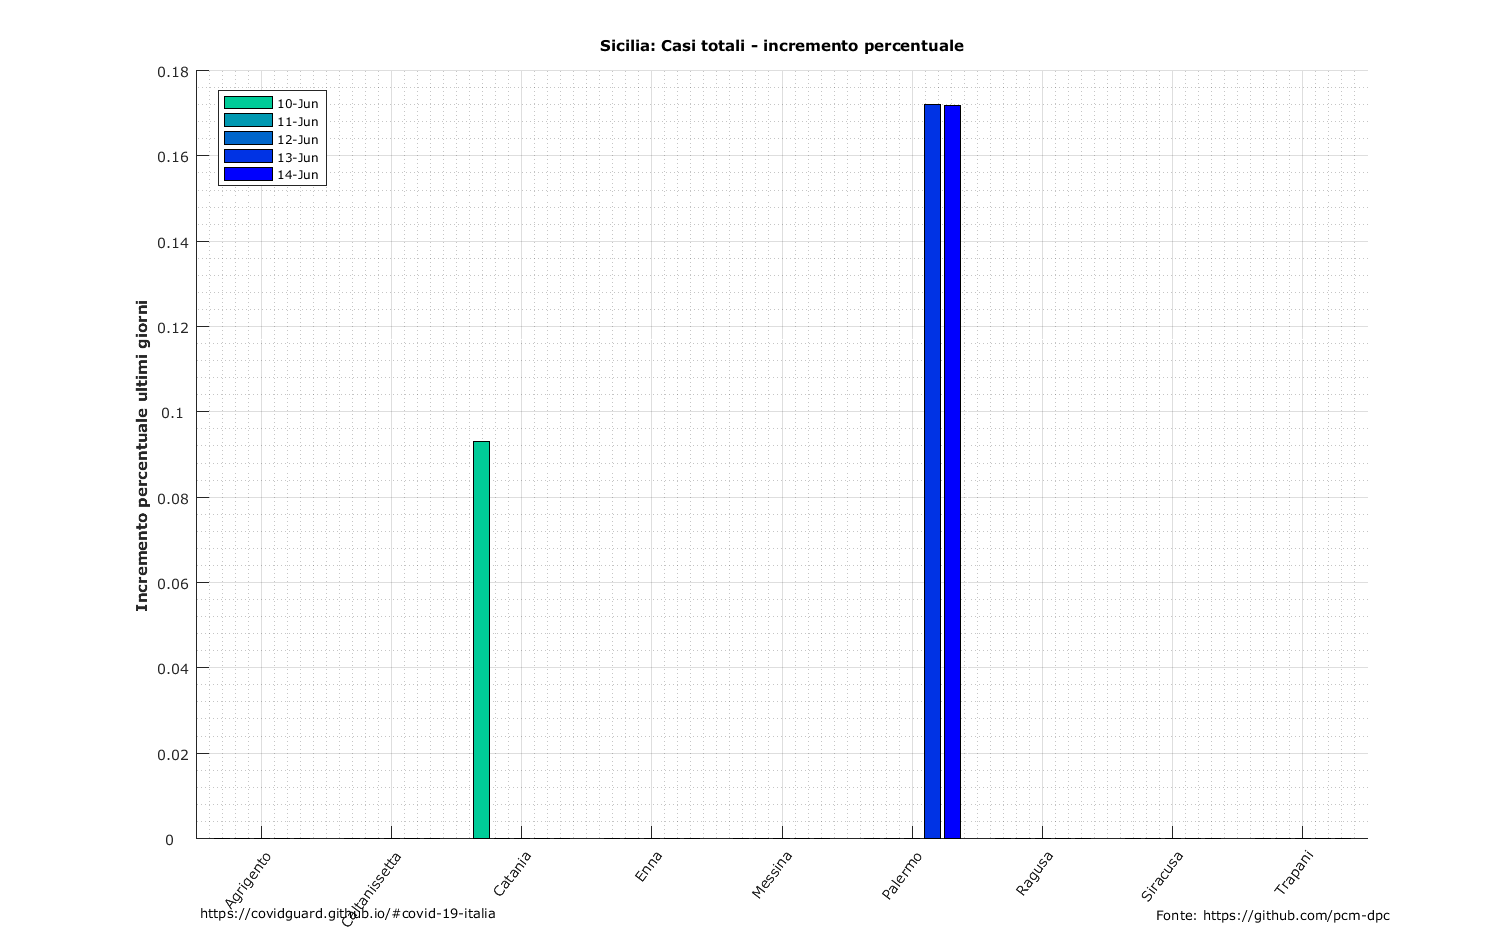 Sicilia: Casi totali - incremento percentuale
0.18
0.16
0.14
0.12
0.1
0.08
0.06
0.04
0.02
0
Incremento percentuale ultimi giorni
10-Jun
11-Jun
12-Jun
13-Jun
14-Jun
Agrigento
Caltanissetta
Catania
Enna
Messina
Palermo
Ragusa
Siracusa
Trapani
https://covidguard.github.io/#covid-19-italia
Fonte: https://github.com/pcm-dpc